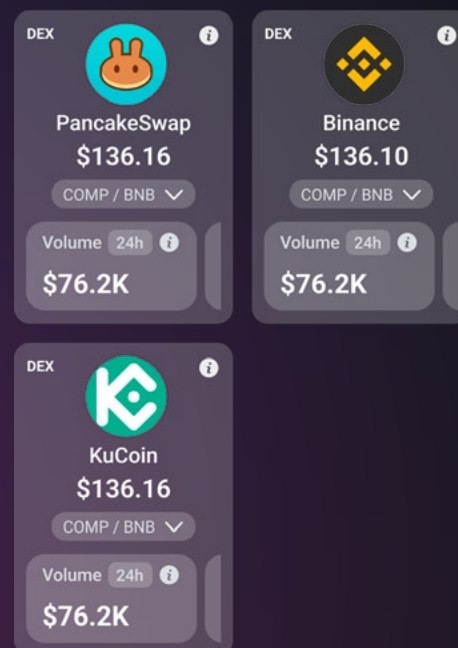 DEX
PancakeSwap
$136.16
COMP / BNB
Volume 24h
$76.2K
DEX
Binance
$136.10
COMP / BNB
Volume 24h
$76.2K
DEX
KuCoin
$136.16
COMP / BNB
Volume 24h
$76.2K